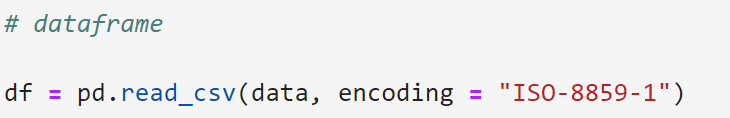 # dataframe
df = pd.read_csv(data, encoding = "ISO-8859-1")